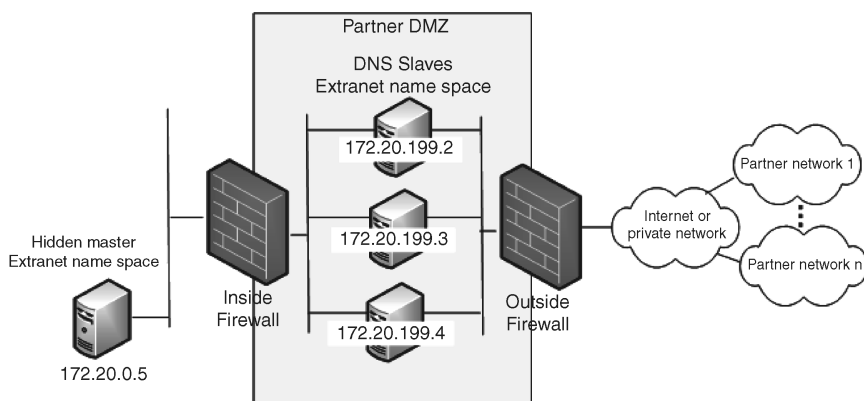 Partner DMZ
DNS Slaves
Extranet name space
172.20.199.2
172.20.199.3
172.20.199.4
Hidden master
Extranet name space
172.20.0.5
Inside
Firewall
Outside
Firewall
Internet or
private network
Partner network 1
Partner network n